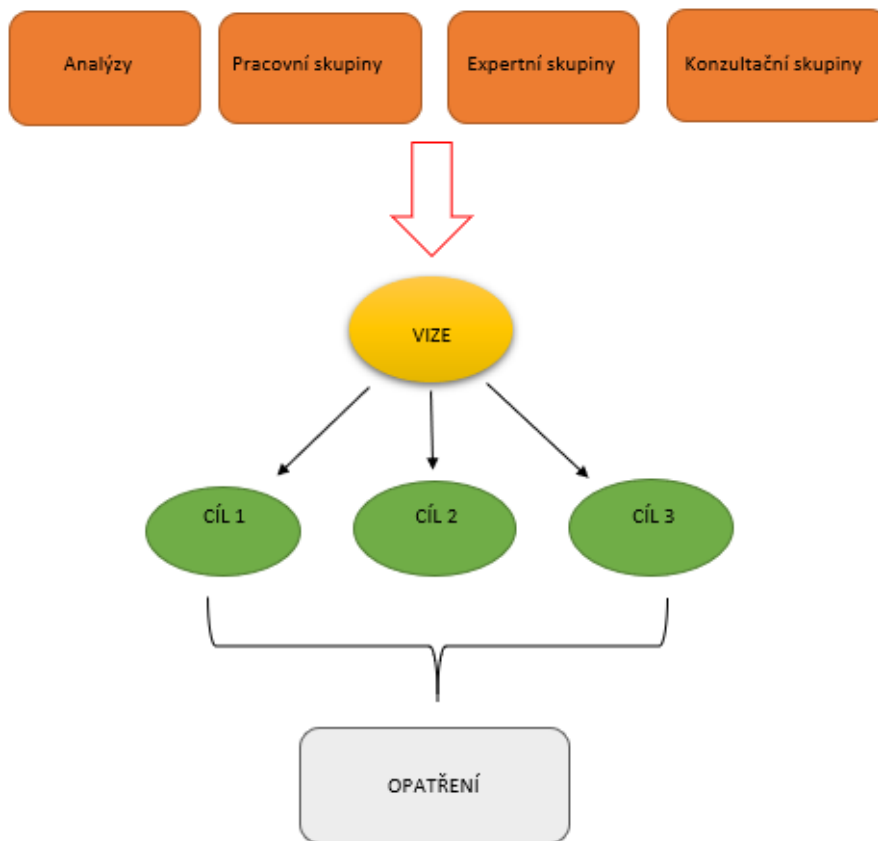 Analýzy
Pracovní skupiny
Expertní skupiny
Konzultační skupiny
VIZE
CÍL 1
CÍL 2
CÍL 3
OPATŘENÍ